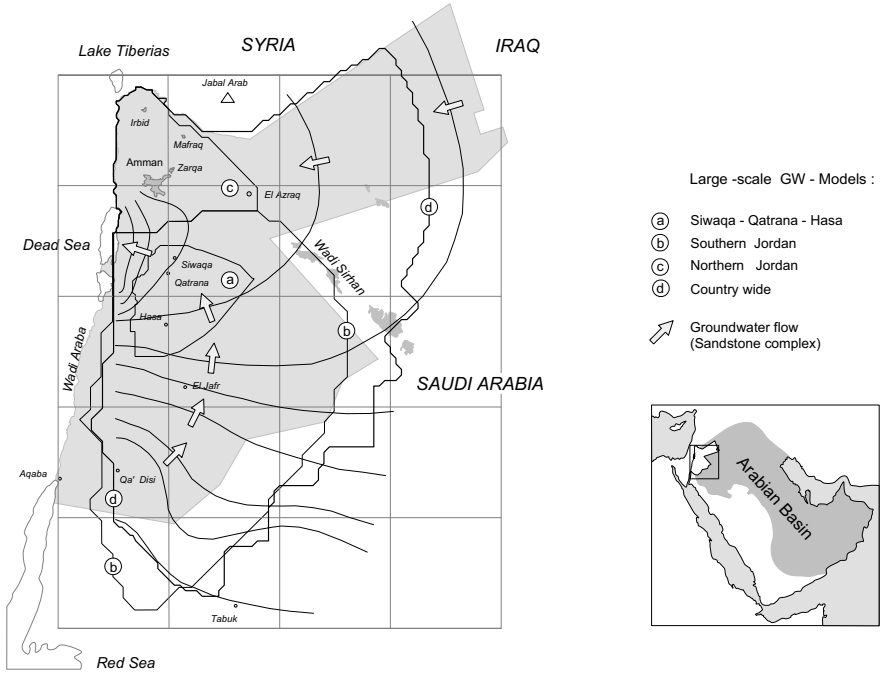 SYRIA
IRAQ
Lake Tiberias
Jabal Arab
Irbid
Mafraq
Amman
Zarqa
c
El Azraq
d
Dead Sea
Wadi Sirhan
Siwaqa
Qatrana
a
Hasa
b
Wadi Araba
El Jafr
SAUDI ARABIA
Aqaba
Qa' Disi
d
b
Tabuk
Red Sea
Large -scale GW - Models :
a Siwaqa - Qatrana - Hasa
b Southern Jordan
c Northern Jordan
d Country wide
Groundwater flow
(Sandstone complex)
Arabian Basin